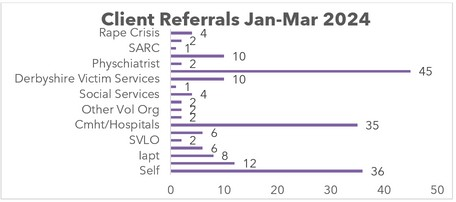 Client Referrals Jan-Mar 2024
Rape Crisis 4
2
SARC 1
10
Physchiatrist 2
45
Derbyshire Victim Services 10
1
Social Services 4
2
Other Vol Org 2
2
Cmht/Hospitals 35
6
SVLO 2
6
Iapt 8
12
Self 36
0 10 20 30 40 50